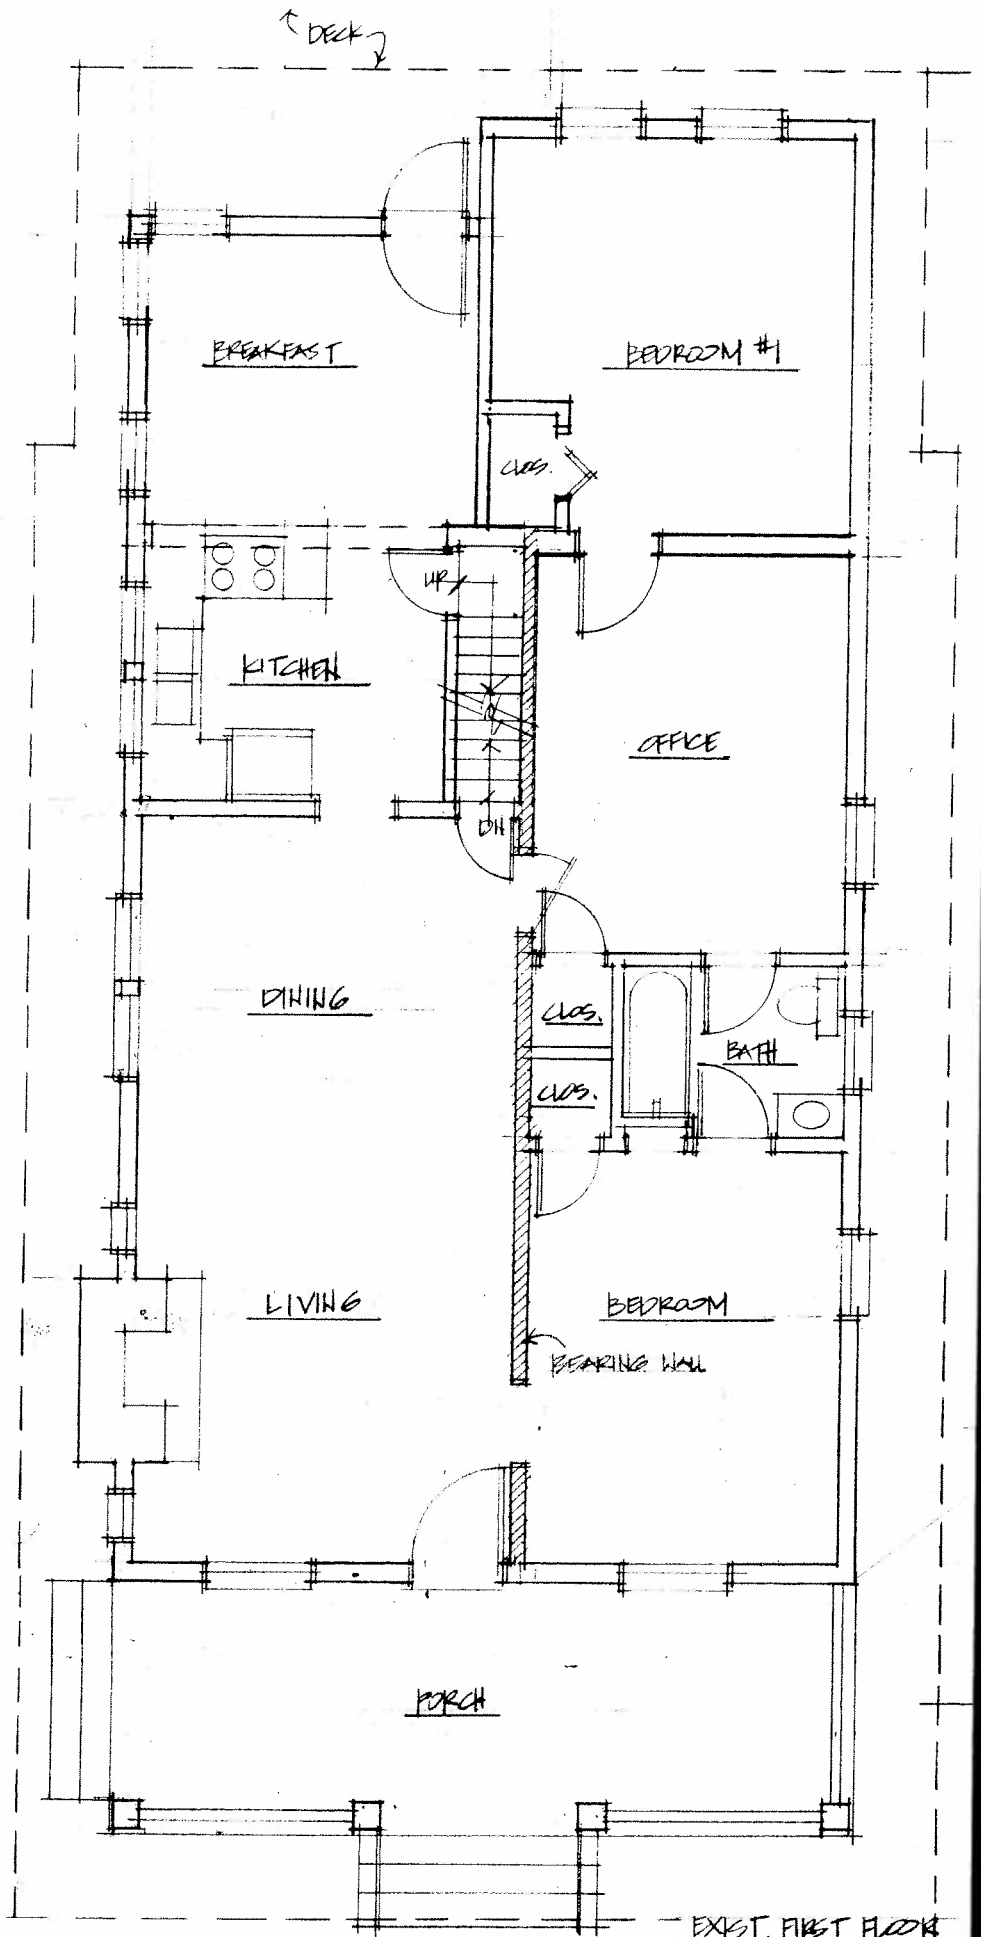 DECK
BREAKFAST
BEDROOM #1
CLOS.
UP
KITCHEN
OFFICE
DN
DINING
CLOS.
BATH
CLOS.
LIVING
BEDROOM
BEARING WALL
PORCH
EXIST. FIRST FLOOR